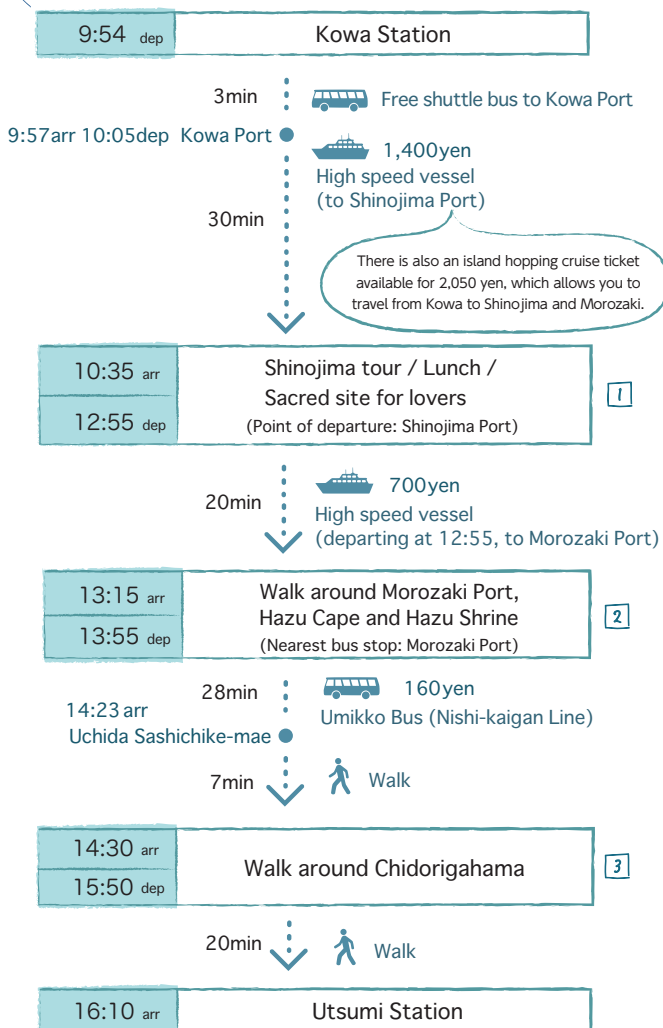 9:54 dep
Kowa Station
3min
Free shuttle bus to Kowa Port
9:57arr 10:05dep Kowa Port
1,400yen
High speed vessel
(to Shinojima Port)
30min
There is also an island hopping cruise ticket
available for 2,050 yen, which allows you to
travel from Kowa to Shinojima and Morozaki.
10:35 arr
12:55 dep
Shinojima tour / Lunch /
Sacred site for lovers
(Point of departure: Shinojima Port)
1
20min
700yen
High speed vessel
(departing at 12:55, to Morozaki Port)
13:15 arr
13:55 dep
Walk around Morozaki Port,
Hazu Cape and Hazu Shrine
(Nearest bus stop: Morozaki Port)
2
28min
160yen
Umikko Bus (Nishi-kaigan Line)
14:23 arr
Uchida Sashichike-mae
7min
Walk
14:30 arr
15:50 dep
Walk around Chidorigahama
3
20min
Walk
16:10 arr
Utsumi Station